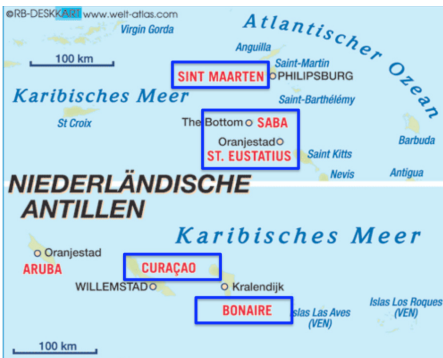 ©RB-DESKKART www.welt-atlas.com
Virgin Gorda
Atlantischer Ozean
Anguilla
100 km
Saint-Martin
SINT MAARTEN
PHILIPSBURG
Karibisches Meer
Saint-Barthélémy
St Croix
The Bottom SABA
Barbuda
Oranjestad
ST. EUSTATIUS
Saint Kitts
Nevis
Antigua
NIEDERLÄNDISCHE
ANTILLEN
Karibisches Meer
Oranjestad
ARUBA
CURAÇAO
WILLEMSTAD
Kralendijk
BONAIRE
Islas Las Aves
(VEN)
Islas Los Roques
(VEN)
100 km